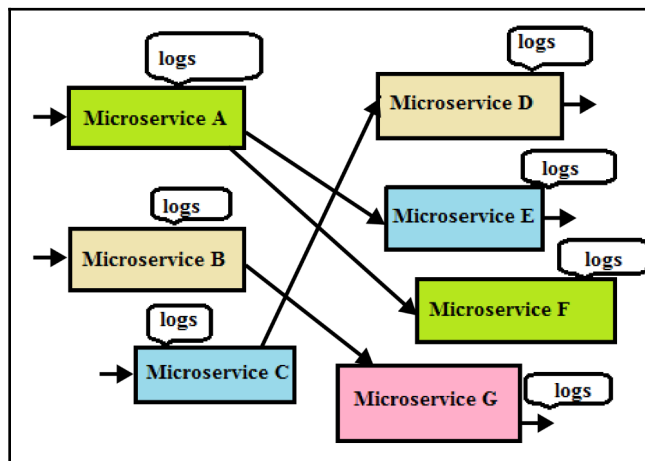 logs
Microservice A
logs
Microservice D
logs
Microservice E
logs
Microservice B
logs
Microservice F
logs
Microservice C
Microservice G
logs